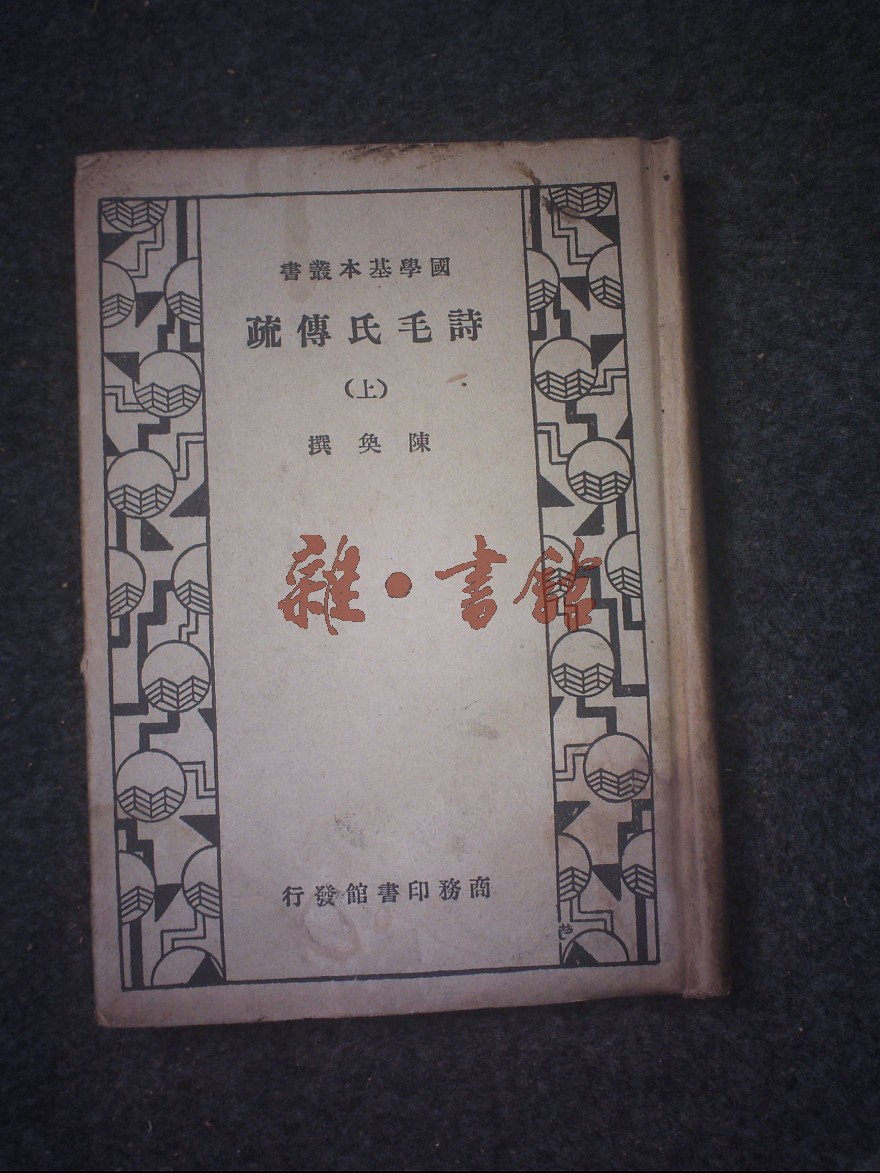 國學基本叢書
詩毛氏傳疏
(上)
陳奐撰
雜·書館
商務印書館發行